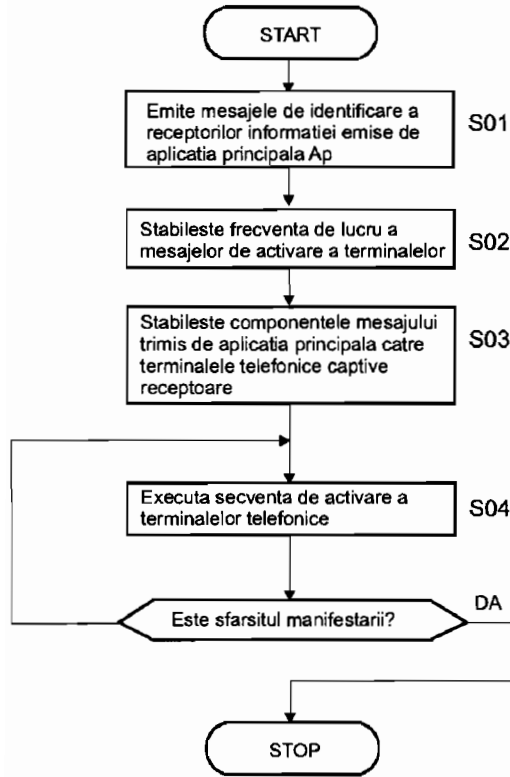 START
Emite mesajele de identificare a
receptorilor informatiei emise de
aplicatia principala Ap
S01
Stabileste frecventa de lucru a
mesajelor de activare a terminalelor
S02
Stabileste componentele mesajului
trimis de aplicatia principala catre
terminalele telefonice captive
receptoare
S03
Executa secventa de activare a
terminalelor telefonice
S04
Este sfarsitul manifestarii?
DA
STOP